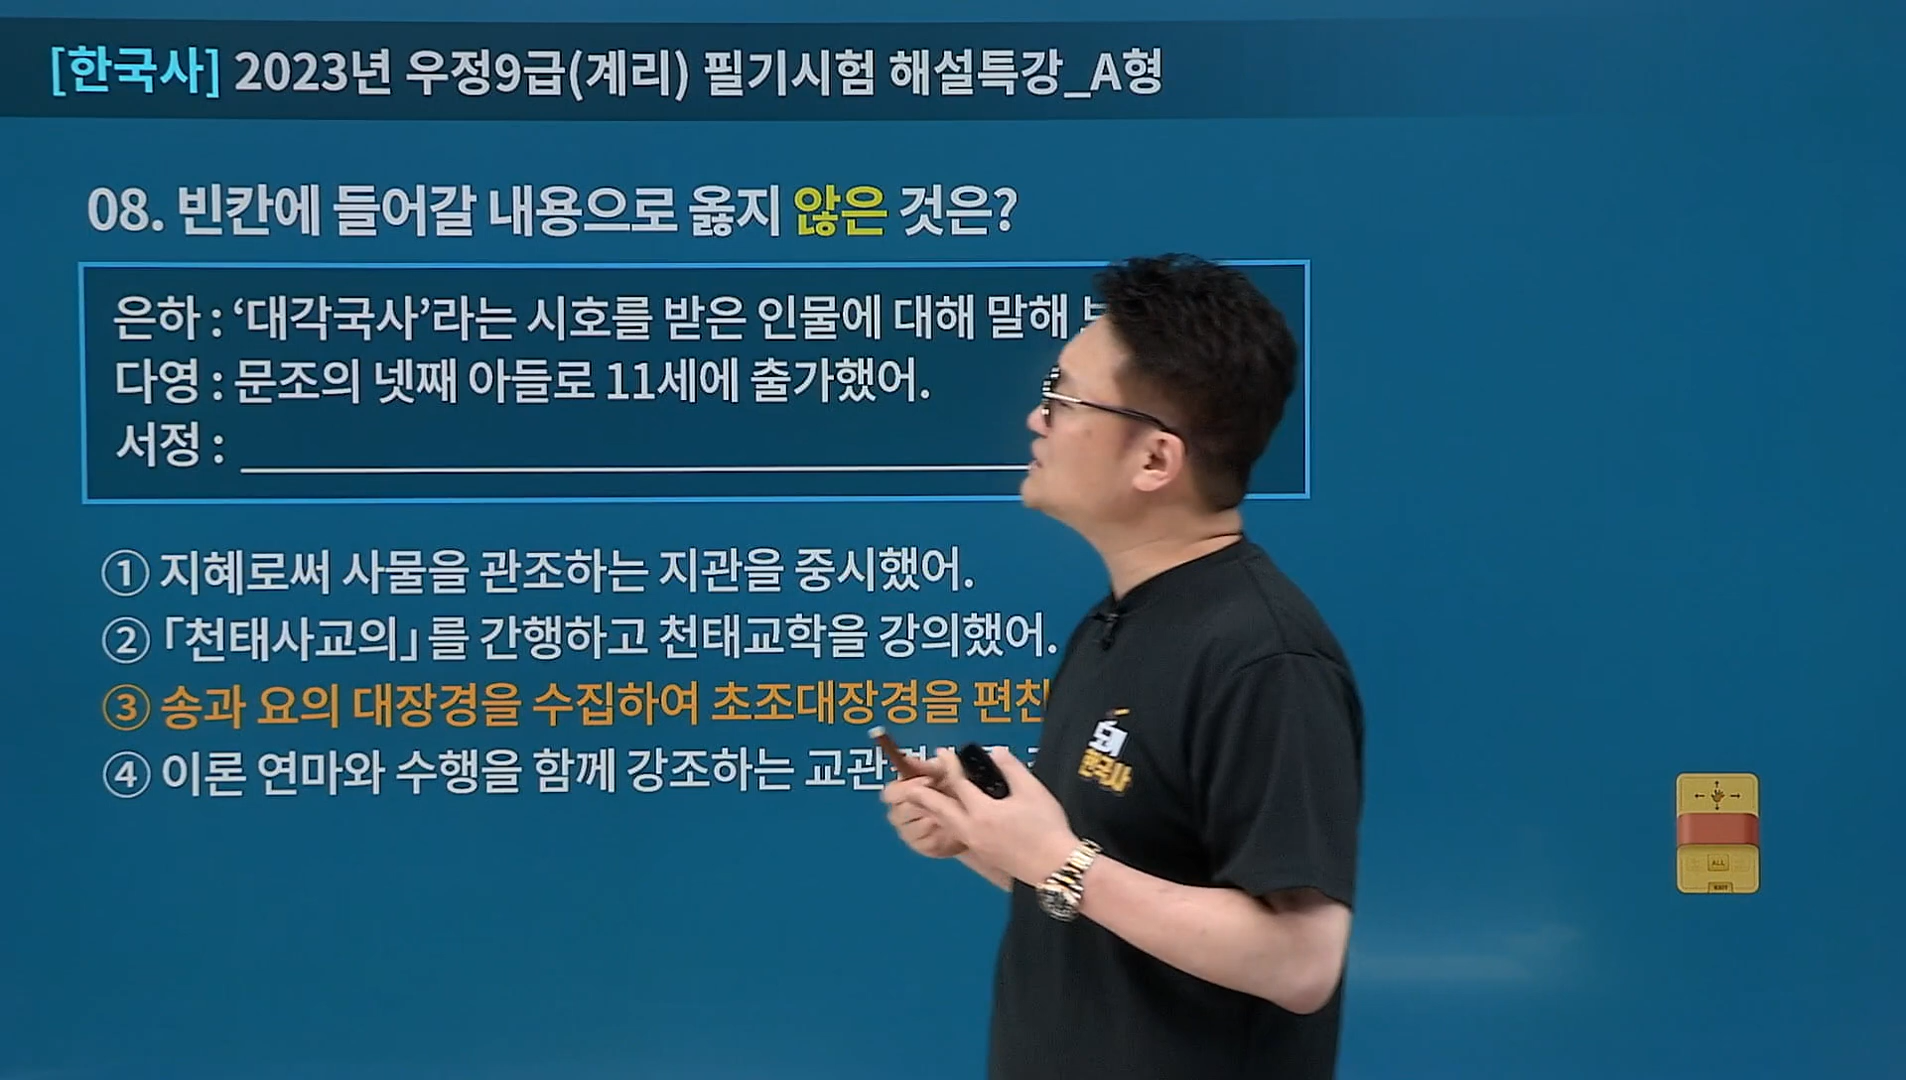 [한국사] 2023년 우정9급(계리) 필기시험 해설특강_A형
08. 빈칸에 들어갈 내용으로 옳지 않은 것은?
은하 : ‘대각국사’라는 시호를 받은 인물에 대해 말해
다영 : 문조의 넷째 아들로 11세에 출가했어.
서정 :
① 지혜로써 사물을 관조하는 지관을 중시했어.
② 「천태사교의」를 간행하고 천태교학을 강의했어.
③ 송과 요의 대장경을 수집하여 초조대장경을 편찬
④ 이론 연마와 수행을 함께 강조하는
한국사
ALL
EXIT